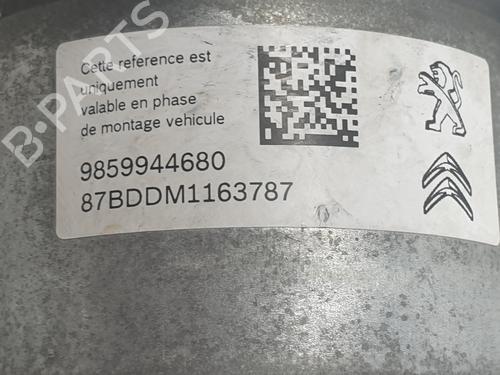 Cette reference est
uniquement
valable en phase
de montage vehicule
9859944680
87BDDM1163787
B-PARTS